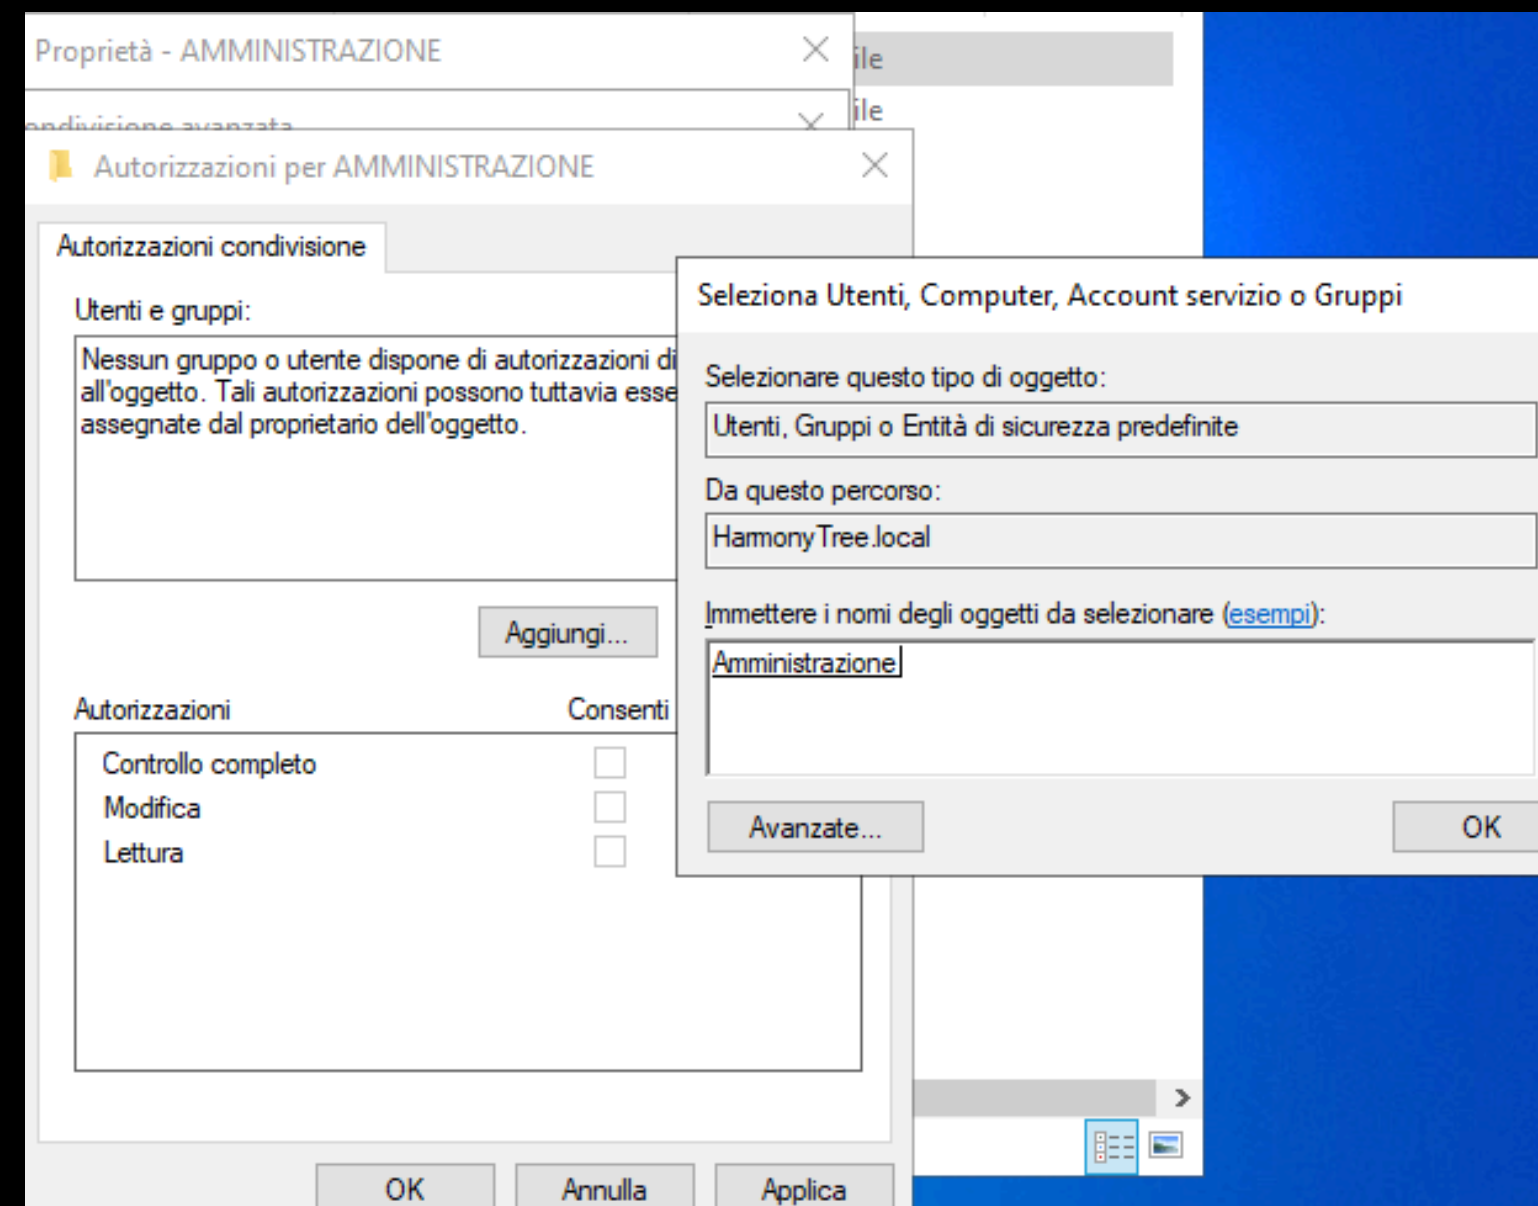 Proprietà - AMMINISTRAZIONE
ile
ondivisione avanzata
ile
Autorizzazioni per AMMINISTRAZIONE
Autorizzazioni condivisione
Utenti e gruppi:
Nessun gruppo o utente dispone di autorizzazioni di
all'oggetto. Tali autorizzazioni possono tuttavia esse
assegnate dal proprietario dell'oggetto.
Aggiungi...
Autorizzazioni Consenti
Controllo completo
Modifica
Lettura
OK Annulla Applica
Seleziona Utenti, Computer, Account servizio o Gruppi
Selezionare questo tipo di oggetto:
Utenti, Gruppi o Entità di sicurezza predefinite
Da questo percorso:
HarmonyTree.local
Immettere i nomi degli oggetti da selezionare (esempi):
Amministrazione
Avanzate... OK